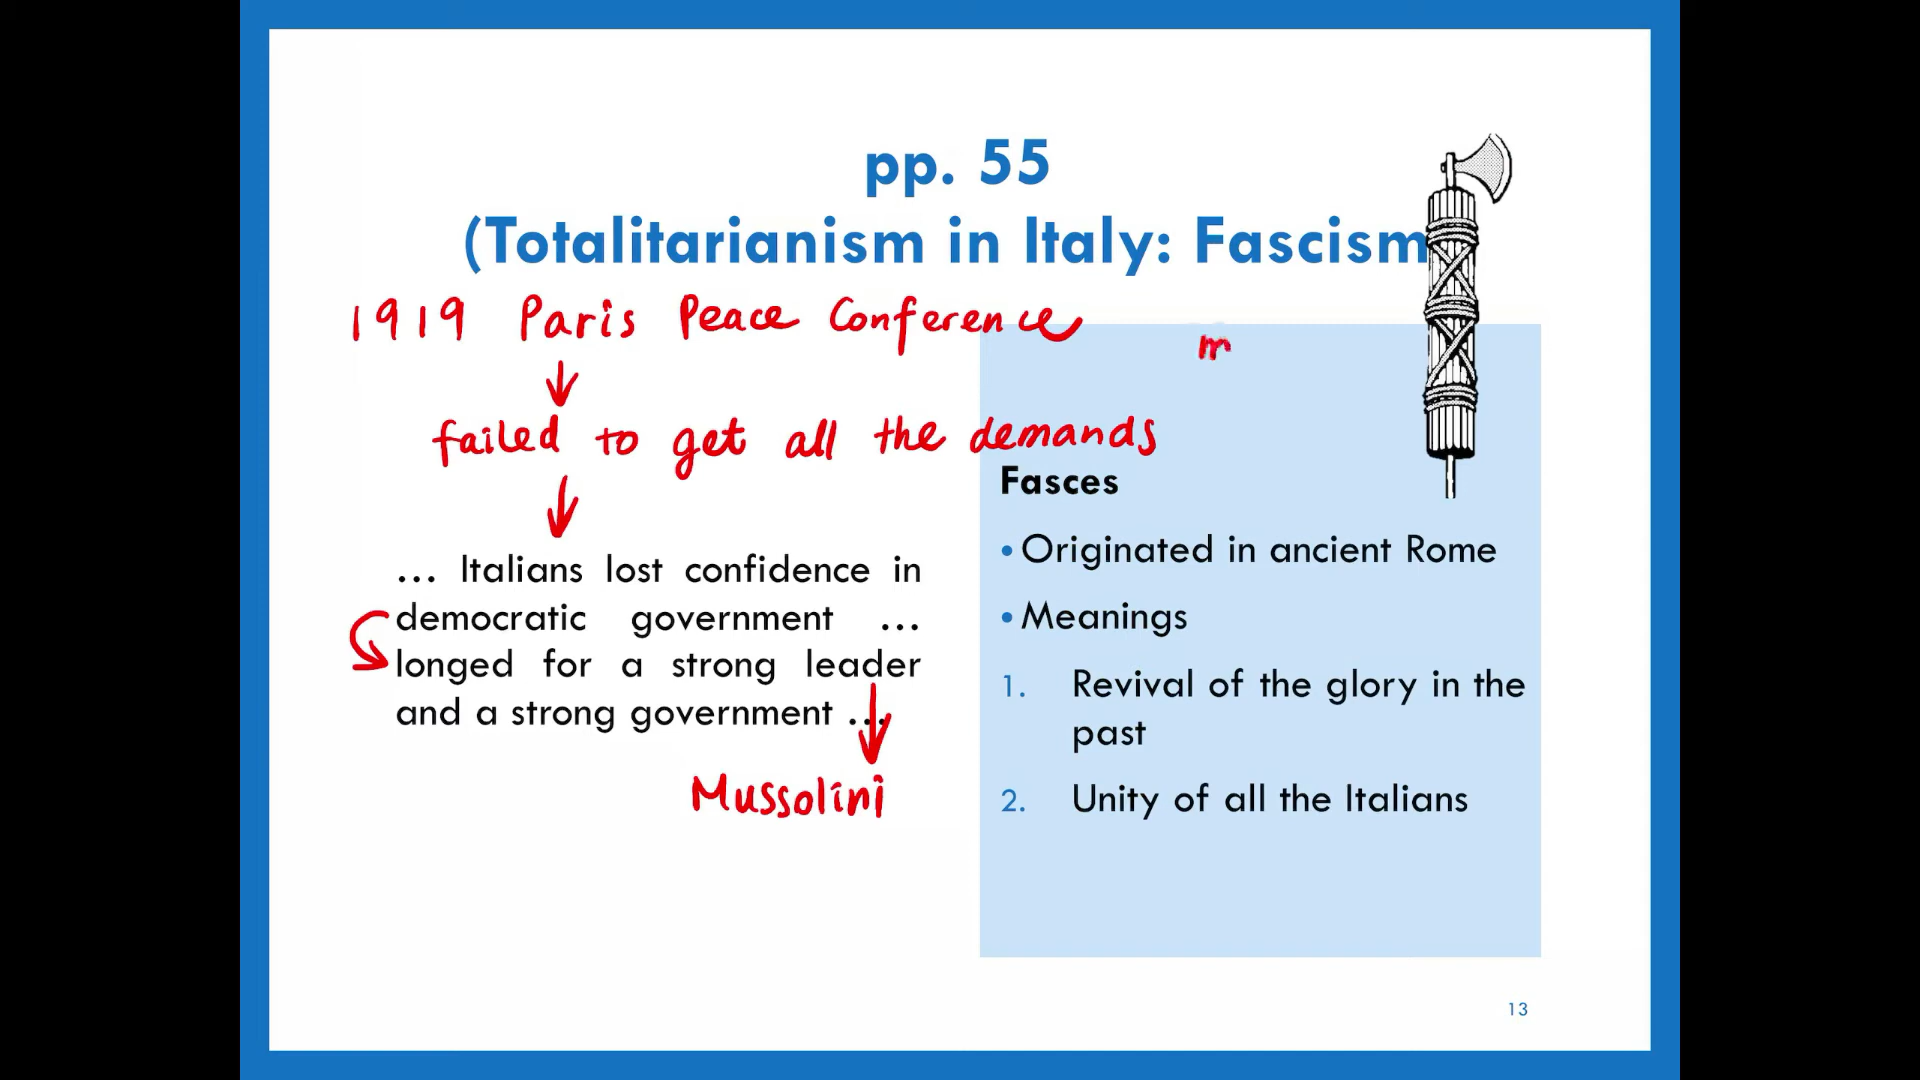 pp. 55
(Totalitarianism in Italy: Fascism
1919 Paris Peace Conference
m
failed to get all the demands
… Italians lost confidence in
democratic government …
longed for a strong leader
and a strong government …
Mussolini
Fasces
• Originated in ancient Rome
• Meanings
1. Revival of the glory in the
past
2. Unity of all the Italians
13